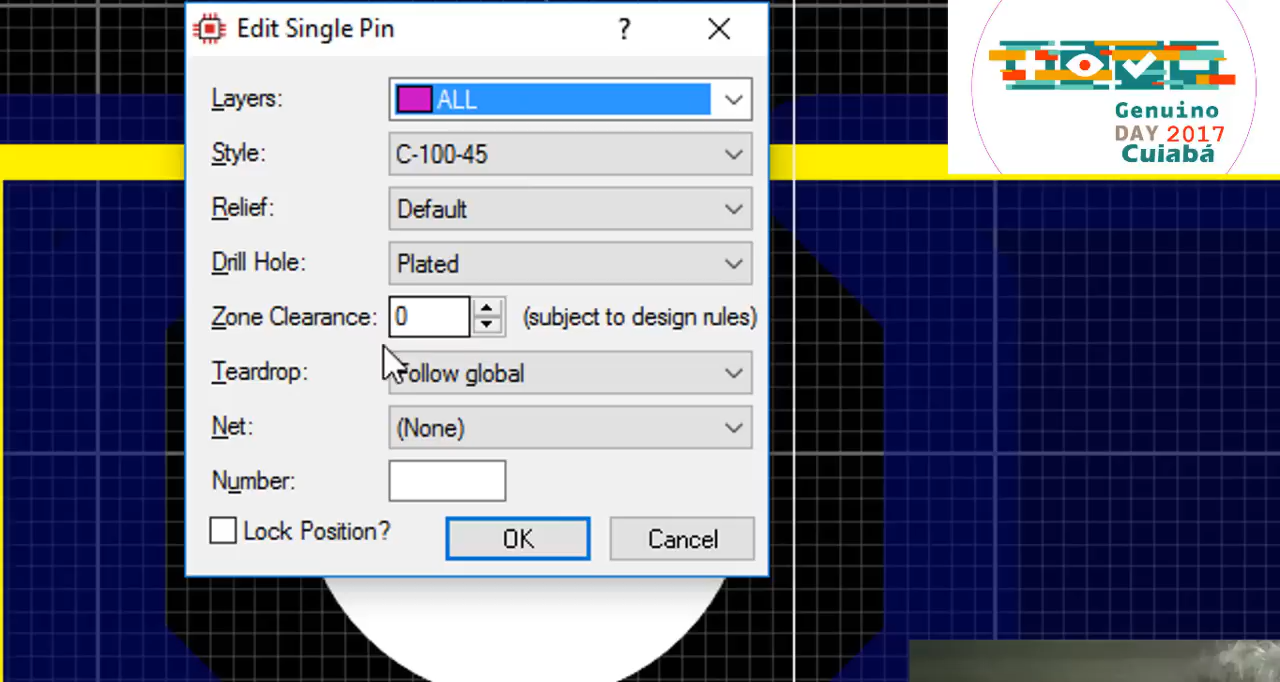 Edit Single Pin
?
Layers: ALL
Style: C-100-45
Relief: Default
Drill Hole: Plated
Zone Clearance: 0 (subject to design rules)
Teardrop: Follow global
Net: (None)
Number:
Lock Position?
OK Cancel
Genuino
DAY 2017
Cuiabá